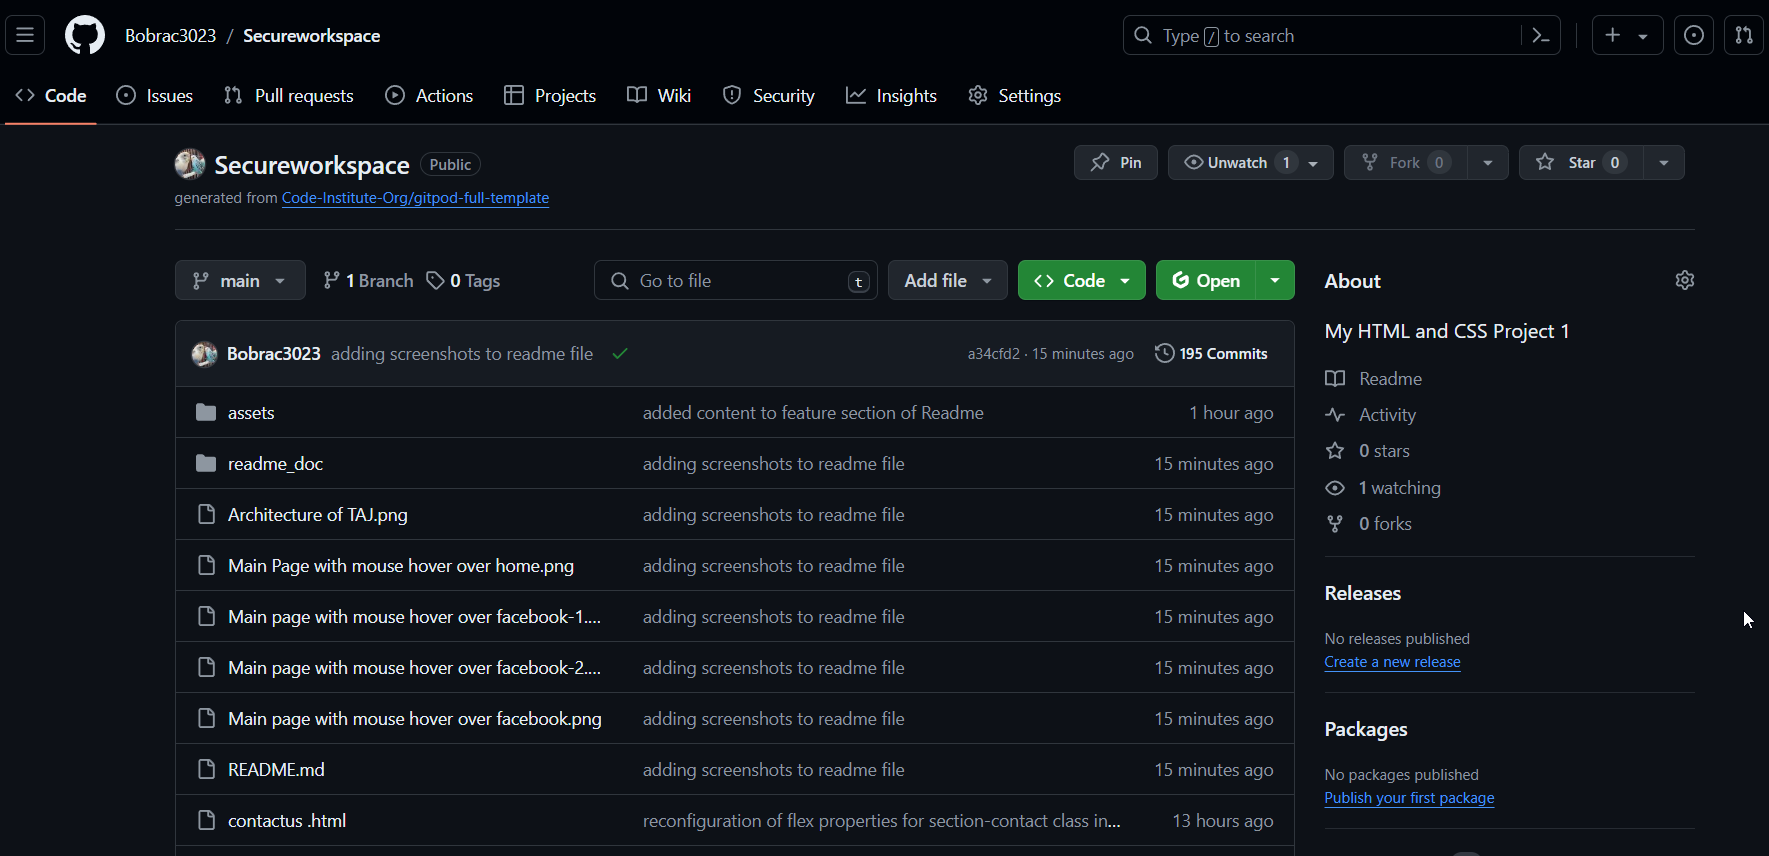 Bobrac3023 / Secureworkspace
Type / to search
Code Issues Pull requests Actions Projects Wiki Security Insights Settings
Secureworkspace Public
Pin Unwatch 1 Fork 0 Star 0
generated from Code-Institute-Org/gitpod-full-template
main 1 Branch 0 Tags Go to file t Add file Code Open
Bobrac3023 adding screenshots to readme file a34cfd2 · 15 minutes ago 195 Commits
assets added content to feature section of Readme 1 hour ago
readme_doc adding screenshots to readme file 15 minutes ago
Architecture of TAJ.png adding screenshots to readme file 15 minutes ago
Main Page with mouse hover over home.png adding screenshots to readme file 15 minutes ago
Main page with mouse hover over facebook-1.... adding screenshots to readme file 15 minutes ago
Main page with mouse hover over facebook-2.... adding screenshots to readme file 15 minutes ago
Main page with mouse hover over facebook.png adding screenshots to readme file 15 minutes ago
README.md adding screenshots to readme file 15 minutes ago
contactus .html reconfiguration of flex properties for section-contact class in... 13 hours ago
About
My HTML and CSS Project 1
Readme
Activity
0 stars
1 watching
0 forks
Releases
No releases published
Create a new release
Packages
No packages published
Publish your first package